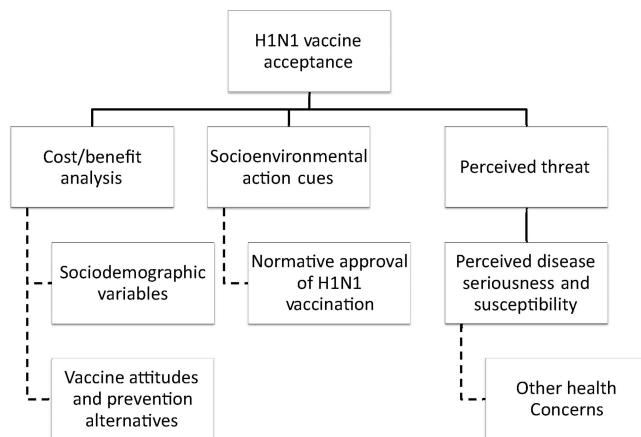 H1N1 vaccine
acceptance
Cost/benefit
analysis
Socioenvironmental
action cues
Perceived threat
Sociodemographic
variables
Normative approval
of H1N1
vaccination
Perceived disease
seriousness and
susceptibility
Vaccine attitudes
and prevention
alternatives
Other health
Concerns